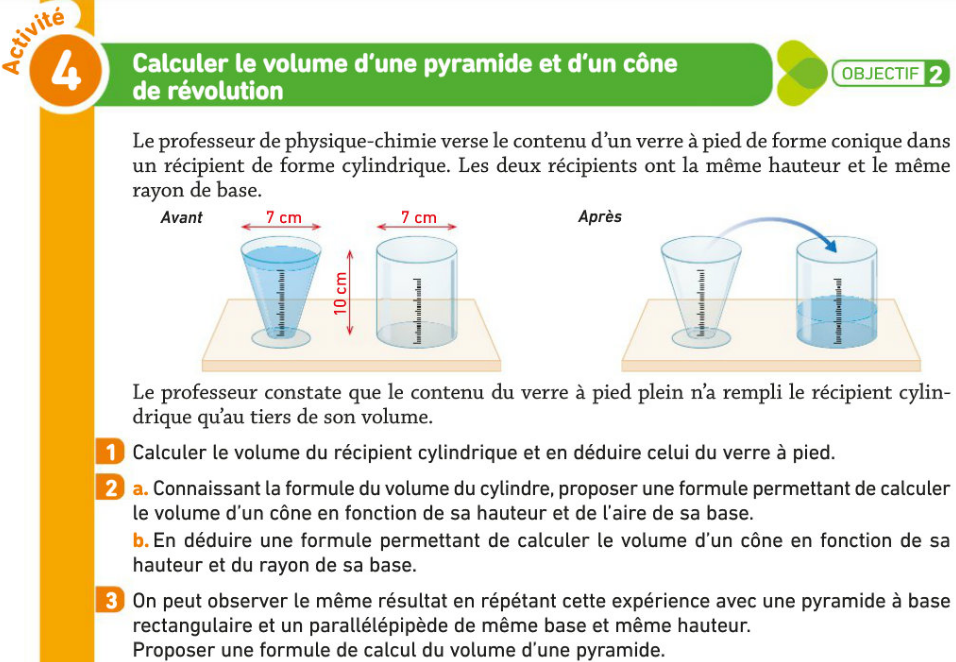 Activité
4
Calculer le volume d'une pyramide et d'un cône
de révolution
OBJECTIF 2
Le professeur de physique-chimie verse le contenu d'un verre à pied de forme conique dans
un récipient de forme cylindrique. Les deux récipients ont la même hauteur et le même
rayon de base.
Avant 7 cm 7 cm Après
10 cm
Le professeur constate que le contenu du verre à pied plein n'a rempli le récipient cylin-
drique qu'au tiers de son volume.
1 Calculer le volume du récipient cylindrique et en déduire celui du verre à pied.
2 a. Connaissant la formule du volume du cylindre, proposer une formule permettant de calculer
le volume d'un cône en fonction de sa hauteur et de l'aire de sa base.
b. En déduire une formule permettant de calculer le volume d'un cône en fonction de sa
hauteur et du rayon de sa base.
3 On peut observer le même résultat en répétant cette expérience avec une pyramide à base
rectangulaire et un parallélépipède de même base et même hauteur.
Proposer une formule de calcul du volume d'une pyramide.